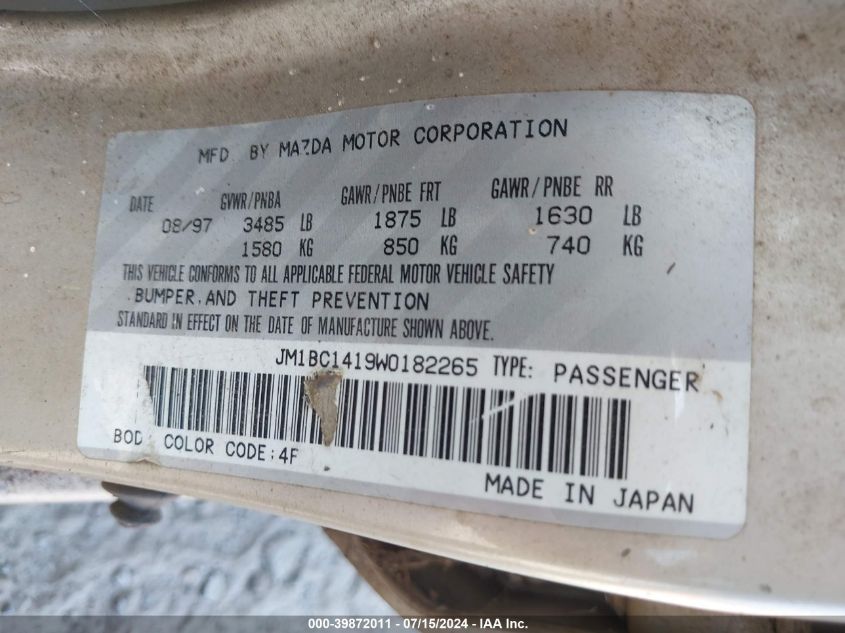 MFD BY MAZDA MOTOR CORPORATION
DATE GVWR/PNBA GAWR/PNBE FRT GAWR/PNBE RR
08/97 3485 LB 1875 LB 1630 LB
1580 KG 850 KG 740 KG
THIS VEHICLE CONFORMS TO ALL APPLICABLE FEDERAL MOTOR VEHICLE SAFETY
BUMPER, AND THEFT PREVENTION
STANDARD IN EFFECT ON THE DATE OF MANUFACTURE SHOWN ABOVE.
JM1BC1419W0182265 TYPE: PASSENGER
BOD COLOR CODE:4F
MADE IN JAPAN
000-39872011 - 07/15/2024 - IAA Inc.